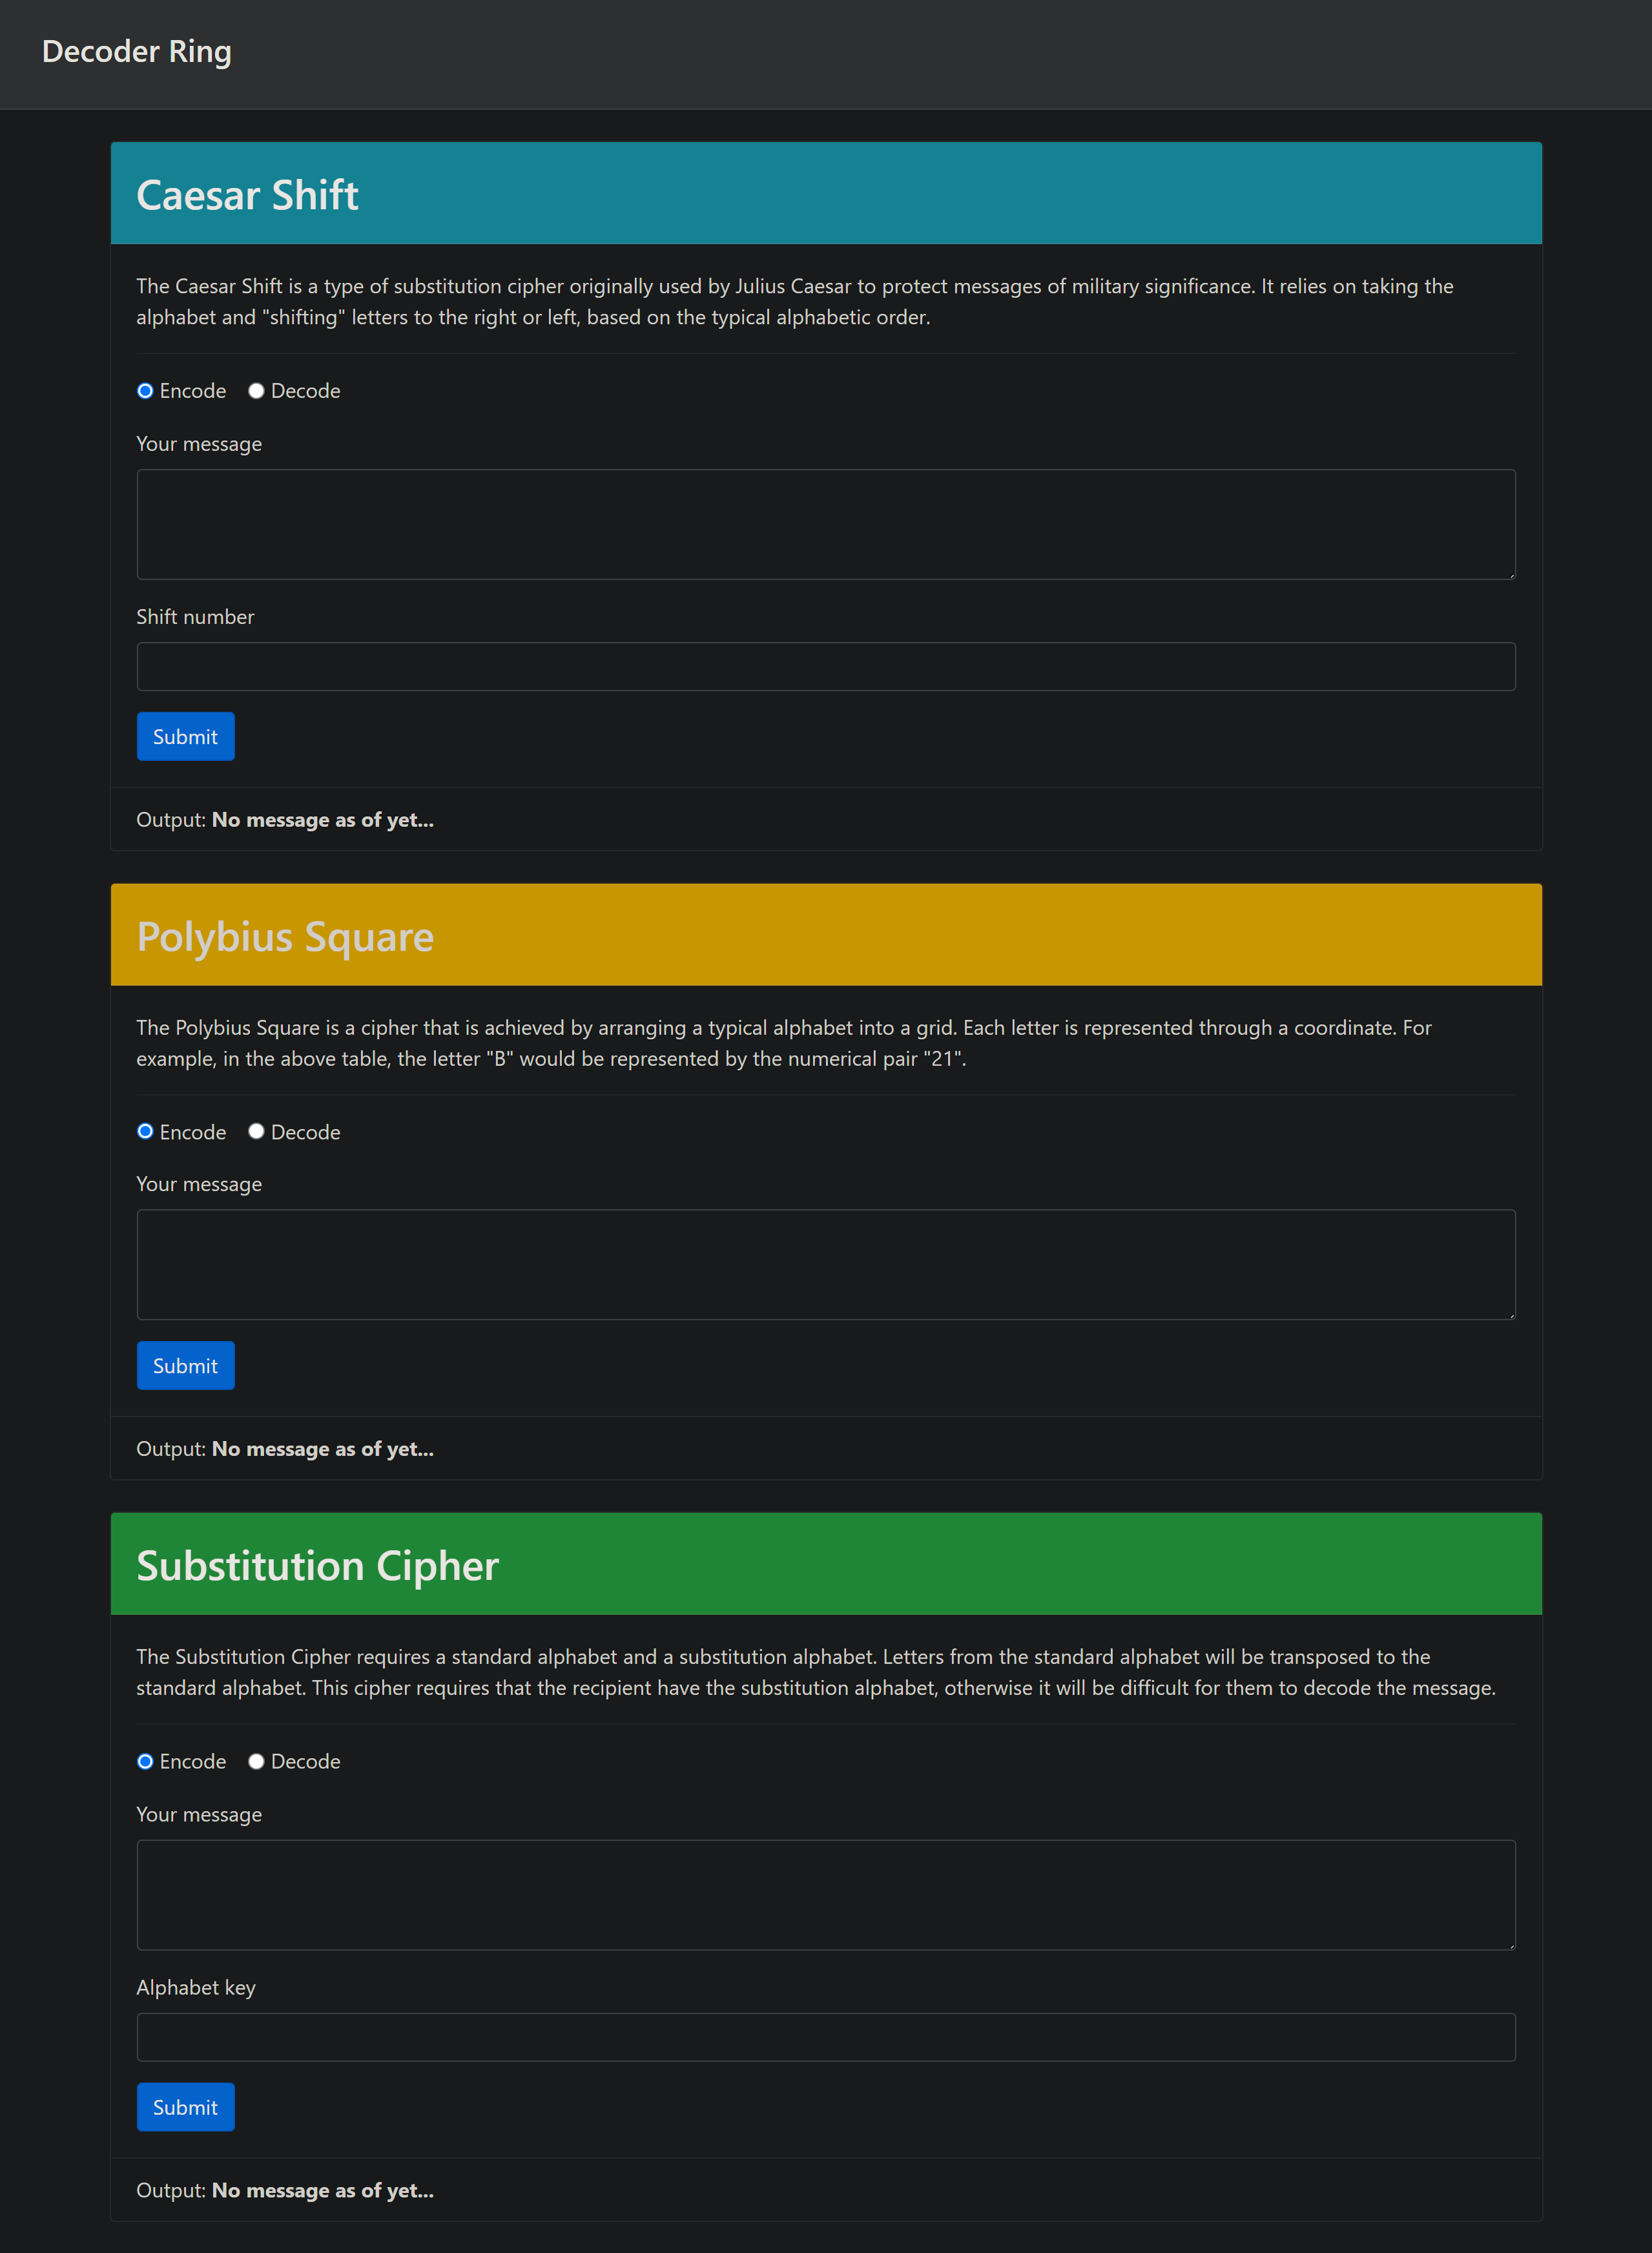 Decoder Ring
Caesar Shift
The Caesar Shift is a type of substitution cipher originally used by Julius Caesar to protect messages of military significance. It relies on taking the
alphabet and "shifting" letters to the right or left, based on the typical alphabetic order.
Encode Decode
Your message
Shift number
Submit
Output: No message as of yet...
Polybius Square
The Polybius Square is a cipher that is achieved by arranging a typical alphabet into a grid. Each letter is represented through a coordinate. For
example, in the above table, the letter "B" would be represented by the numerical pair "21".
Encode Decode
Your message
Submit
Output: No message as of yet...
Substitution Cipher
The Substitution Cipher requires a standard alphabet and a substitution alphabet. Letters from the standard alphabet will be transposed to the
standard alphabet. This cipher requires that the recipient have the substitution alphabet, otherwise it will be difficult for them to decode the message.
Encode Decode
Your message
Alphabet key
Submit
Output: No message as of yet...